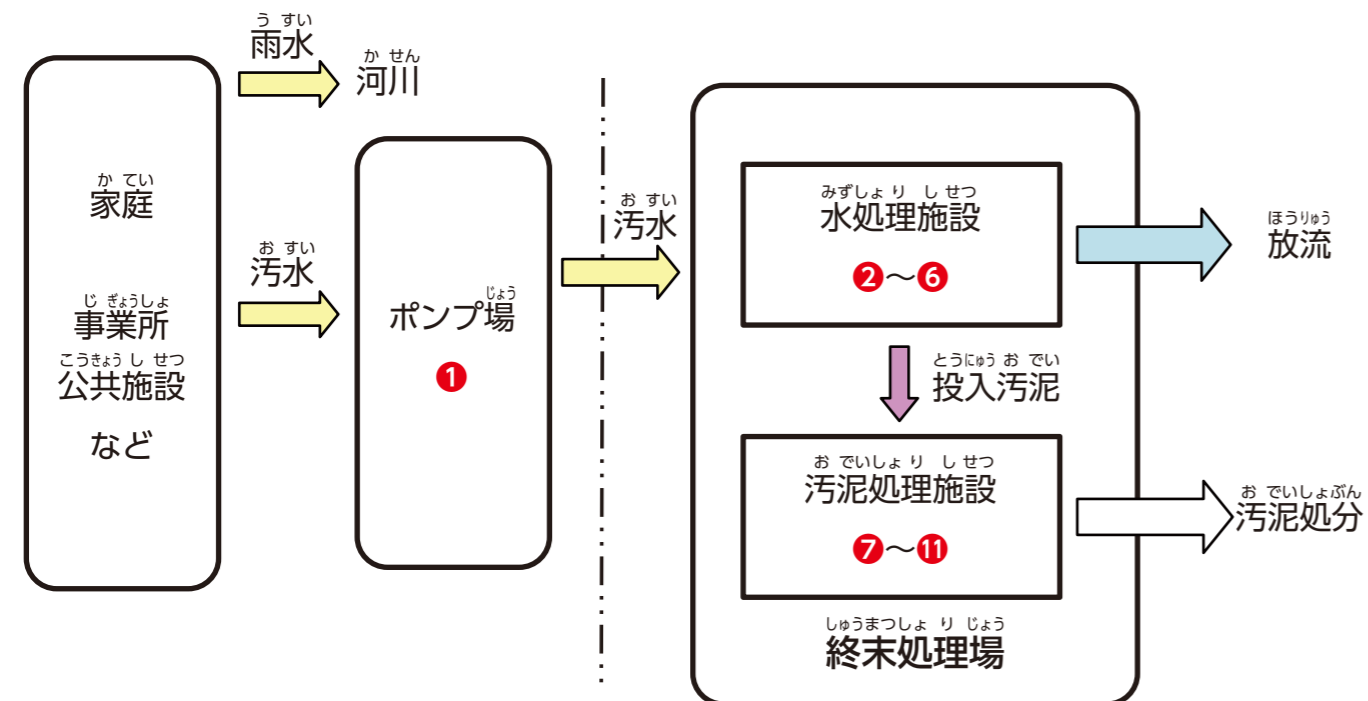 うすい
雨水
かせん
河川
かてい
家庭
じぎょうしょ
事業所
こうきょうしせつ
公共施設
など
おすい
汚水
じょう
ポンプ場
❶
おすい
汚水
みずしょりしせつ
水処理施設
❷～❻
ほうりゅう
放流
とうにゅうおでい
投入汚泥
おでいしょりしせつ
汚泥処理施設
❼～⓫
おでいしょぶん
汚泥処分
しゅうまつしょりじょう
終末処理場